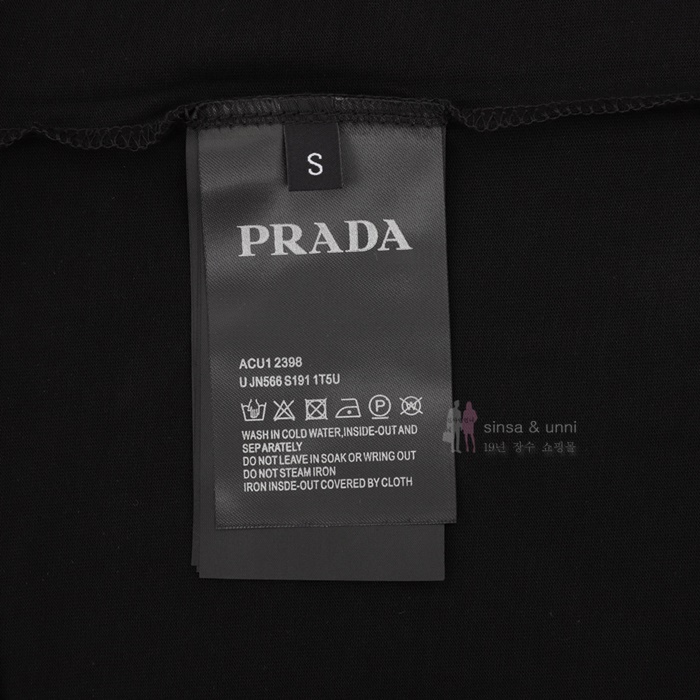 S
PRADA
ACU1 2398
U JN566 S191 1T5U
P
WASH IN COLD WATER,INSIDE-OUT AND
SEPARATELY
DO NOT LEAVE IN SOAK OR WRING OUT
DO NOT STEAM IRON
IRON INSDE-OUT COVERED BY CLOTH
sinsa & unni
19년 장수 쇼핑몰